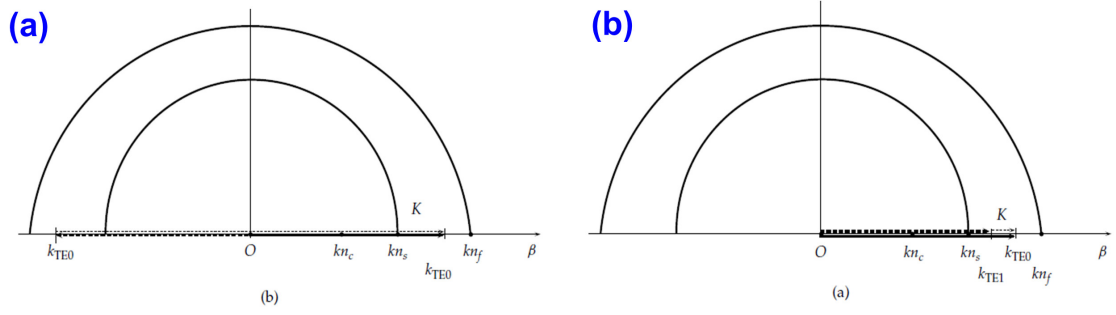 (a)
K
k_TE0 O kn_c kn_s kn_f β
k_TE0
(b)
(b)
K
O kn_c kn_s k_TE0 β
k_TE1 kn_f
(a)